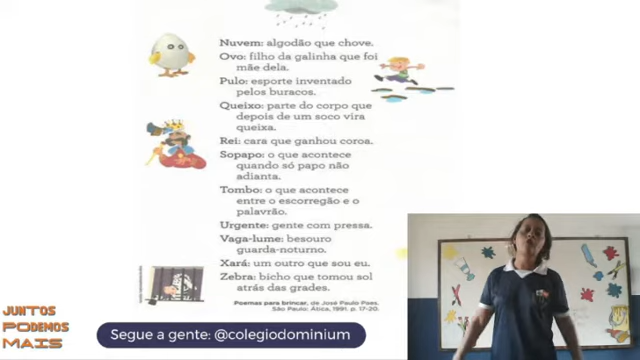 Nuvem: algodão que chove.
Ovo: filho da galinha que foi
mãe dela.
Pulo: esporte inventado
pelos buracos.
Queixo: parte do corpo que
depois de um soco vira
queixa.
Rei: cara que ganhou coroa.
Sopapo: o que acontece
quando só papo não
adianta.
Tombo: o que acontece
entre o escorregão e o
palavrão.
Urgente: gente com pressa.
Vaga-lume: besouro
guarda-noturno.
Xará: um outro que sou eu.
Zebra: bicho que tomou sol
atrás das grades.
Poemas para brincar, de José Paulo Paes.
São Paulo: Ática, 1991. p. 17-20.
JUNTOS
PODEMOS
MAIS
Segue a gente: @colegiodominium